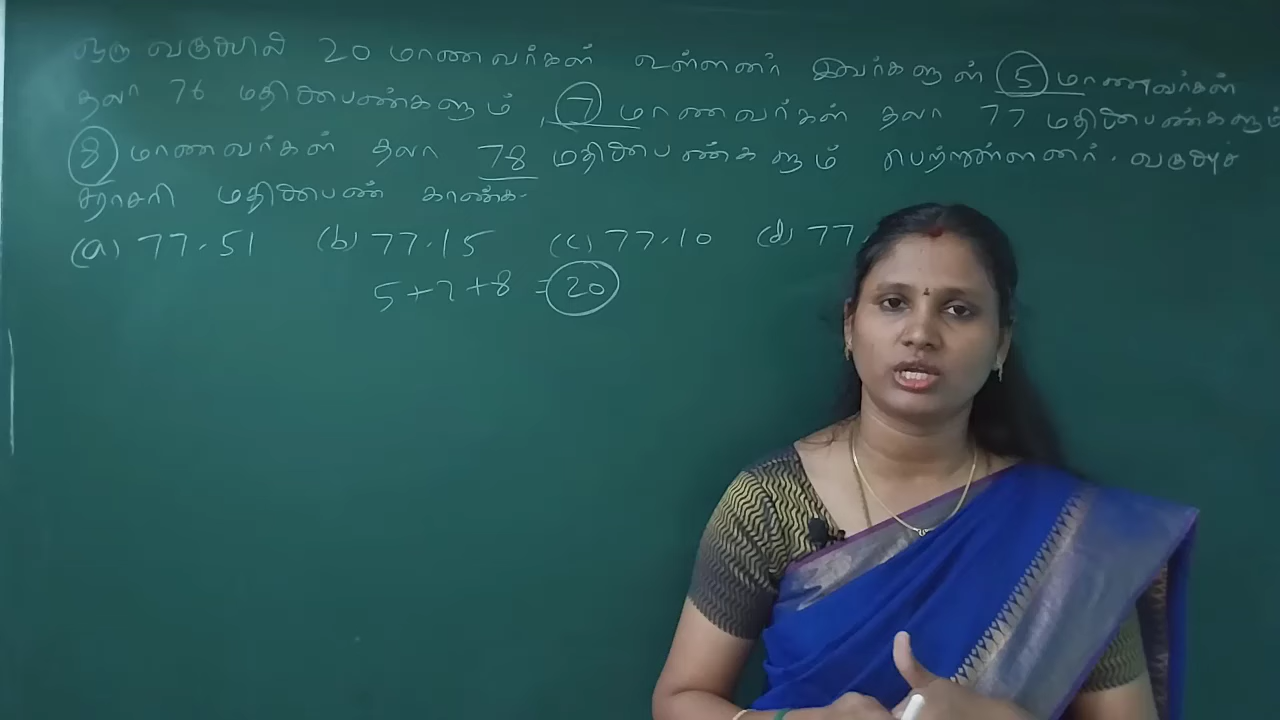 ஒரு வகுப்பில் 20 மாணவர்கள் உள்ளனர் இவர்களுள் 5 மாணவர்கள்
தலா 76 மதிப்பெண்களும், 7 மாணவர்கள் தலா 77 மதிப்பெண்களும்
8 மாணவர்கள் தலா 78 மதிப்பெண்களும் பெற்றுள்ளனர். வகுப்புச்
சராசரி மதிப்பெண் காண்க.
(a) 77.51 (b) 77.15 (c) 77.10 (d) 77.
5+7+8 = 20